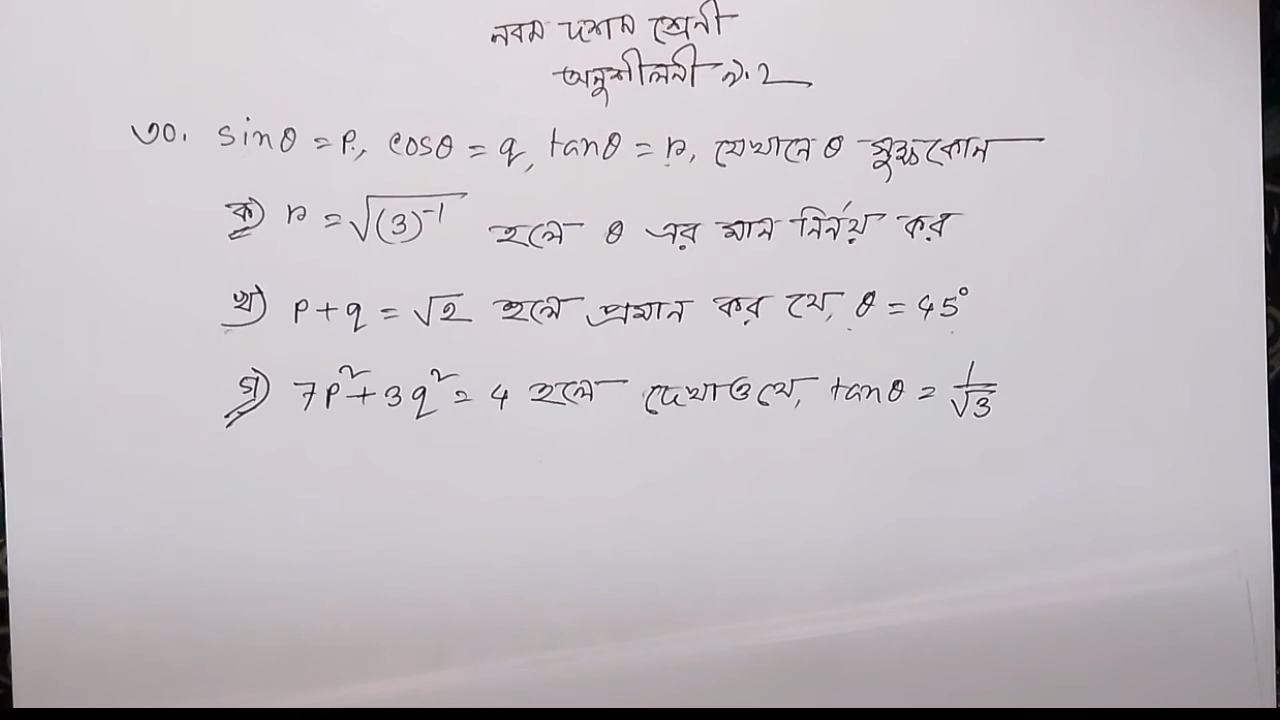 নবম দশম শ্রেনী
অনুশীলনী ৯.২
৩০. sinθ = p, cosθ = q, tanθ = r, যেখানে θ সুক্ষ্মকোন
ক) r = √(3)⁻¹ হলে θ এর মান নির্নয় কর
খ) p+q = √2 হলে প্রমান কর যে, θ = 45°
গ) 7p²+3q² = 4 হলে দেখাও যে, tanθ = 1/√3